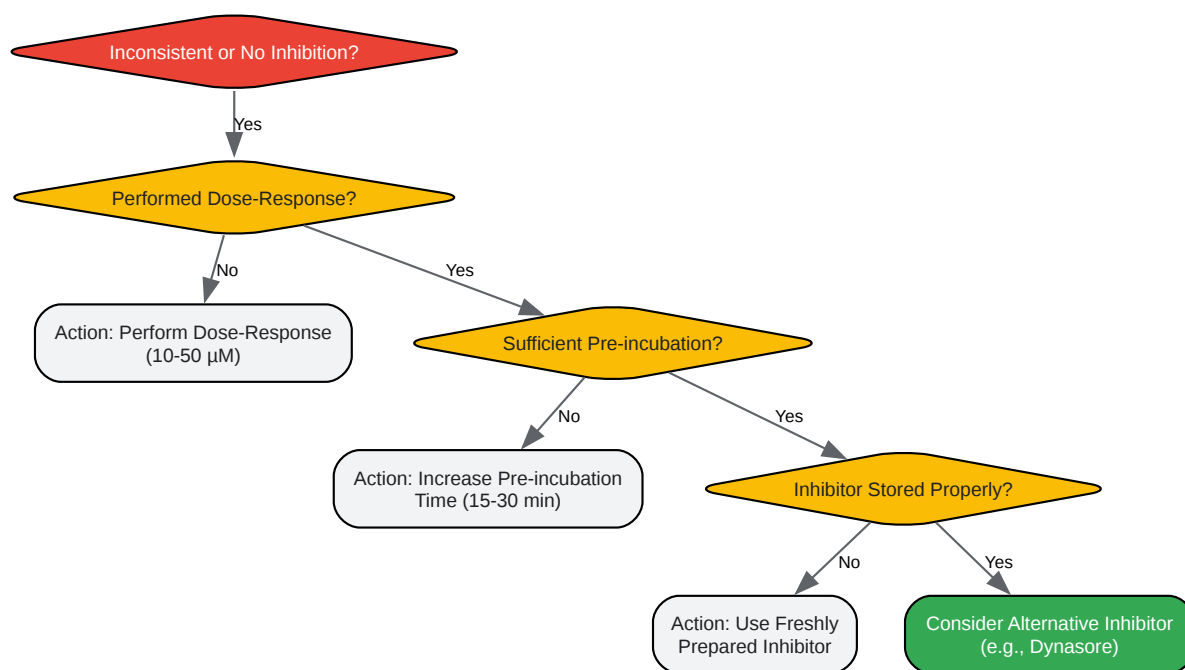 Inconsistent or No Inhibition?
Yes
Performed Dose-Response?
No
Yes
Action: Perform Dose-Response
(10-50 µM)
Sufficient Pre-incubation?
No
Yes
Action: Increase Pre-incubation
Time (15-30 min)
Inhibitor Stored Properly?
No
Yes
Action: Use Freshly
Prepared Inhibitor
Consider Alternative Inhibitor
(e.g., Dynasore)